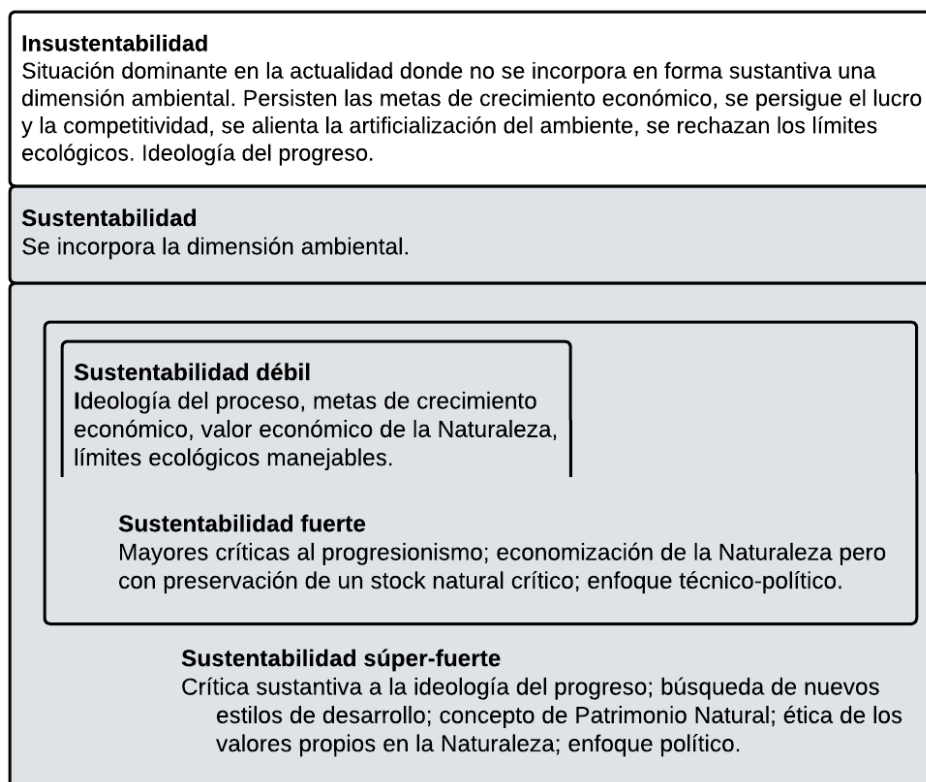 Insustentabilidad
Situación dominante en la actualidad donde no se incorpora en forma sustantiva una
dimensión ambiental. Persisten las metas de crecimiento económico, se persigue el lucro
y la competitividad, se alienta la artificialización del ambiente, se rechazan los límites
ecológicos. Ideología del progreso.
Sustentabilidad
Se incorpora la dimensión ambiental.
Sustentabilidad débil
Ideología del proceso, metas de crecimiento
económico, valor económico de la Naturaleza,
límites ecológicos manejables.
Sustentabilidad fuerte
Mayores críticas al progresionismo; economización de la Naturaleza pero
con preservación de un stock natural crítico; enfoque técnico-político.
Sustentabilidad súper-fuerte
Crítica sustantiva a la ideología del progreso; búsqueda de nuevos
estilos de desarrollo; concepto de Patrimonio Natural; ética de los
valores propios en la Naturaleza; enfoque político.